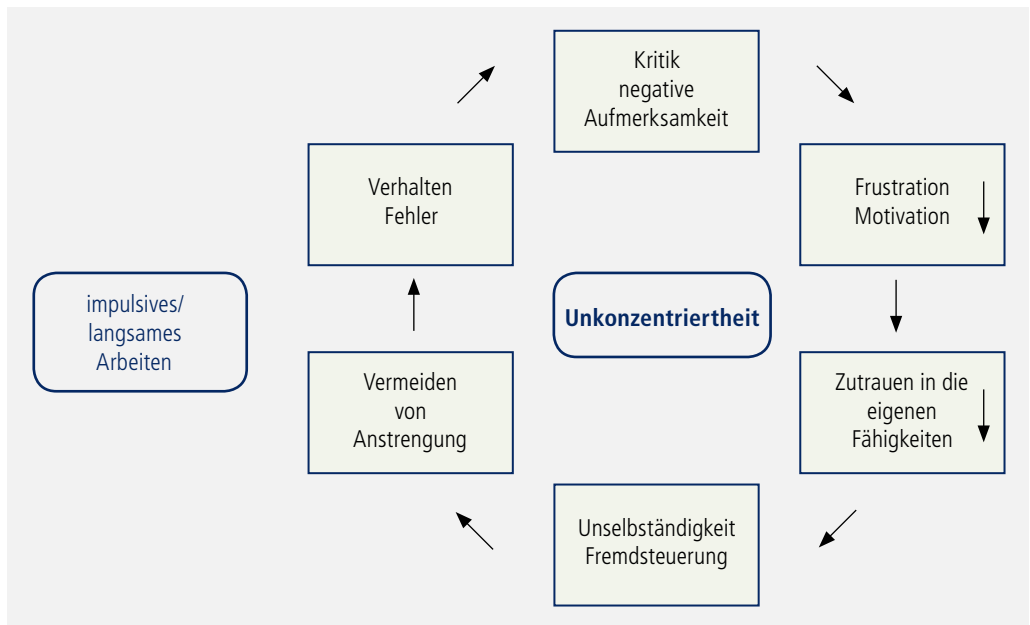 Kritik
negative
Aufmerksamkeit
Verhalten
Fehler
Frustration
Motivation
impulsives/
langsames
Arbeiten
Unkonzentriertheit
Vermeiden
von
Anstrengung
Zutrauen in die
eigenen
Fähigkeiten
Unselbständigkeit
Fremdsteuerung